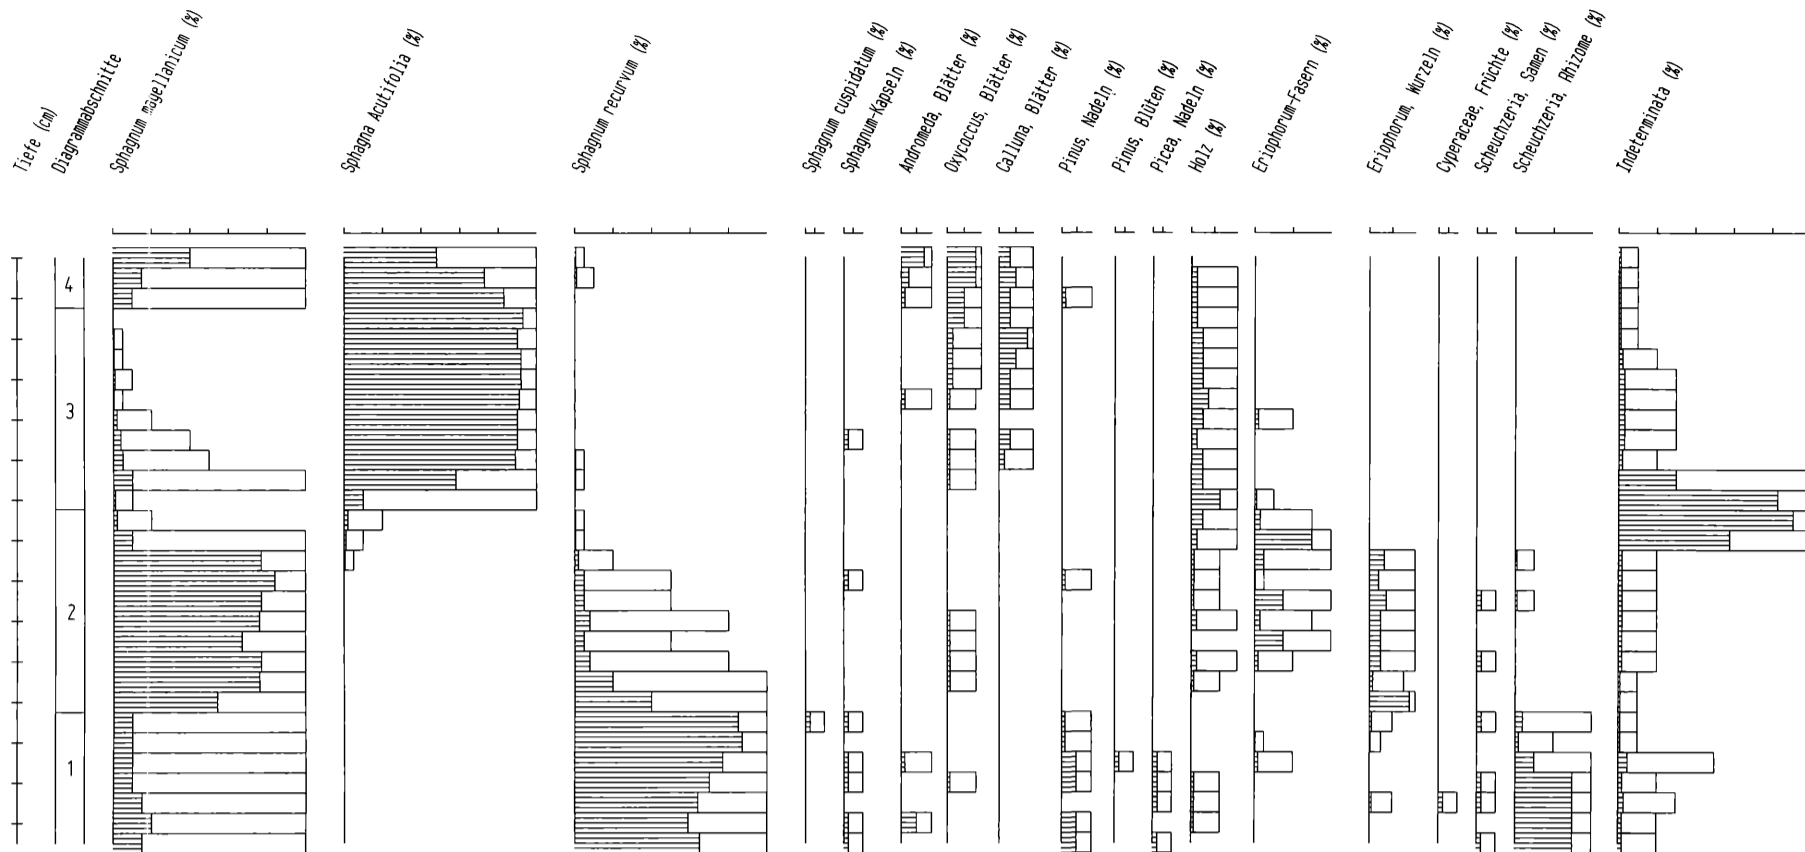 Tiefe (cm)
Diagrammabschnitte
Sphagnum magellanicum (%)
Sphagna Acutifolia (%)
Sphagnum recurvum (%)
Sphagnum cuspidatum (%)
Sphagnum-Kapseln (%)
Andromeda, Blätter (%)
Oxycoccus, Blätter (%)
Calluna, Blätter (%)
Pinus, Nadeln (%)
Pinus, Blüten (%)
Picea, Nadeln (%)
Holz (%)
Eriophorum-Fasern (%)
Eriophorum, Wurzeln (%)
Cyperaceae, Früchte (%)
Scheuchzeria, Samen (%)
Scheuchzeria, Rhizome (%)
Indeterminata (%)
4
3
2
1